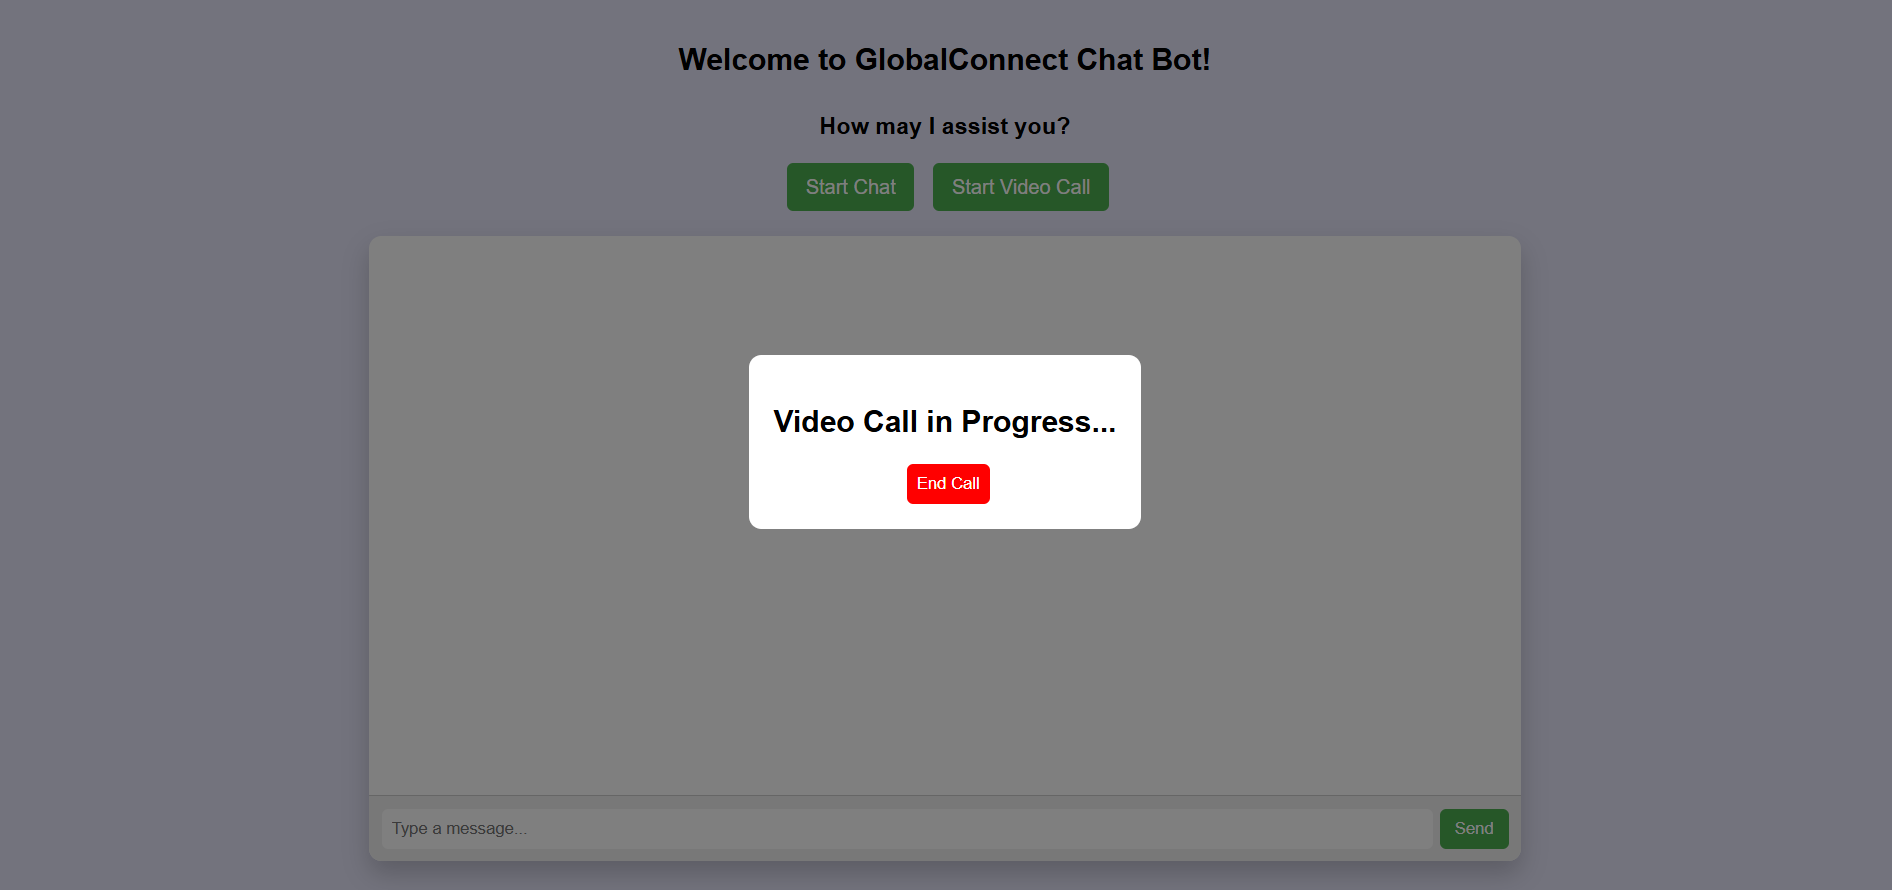 Welcome to GlobalConnect Chat Bot!
How may I assist you?
Start Chat
Start Video Call
Video Call in Progress...
End Call
Type a message...
Send